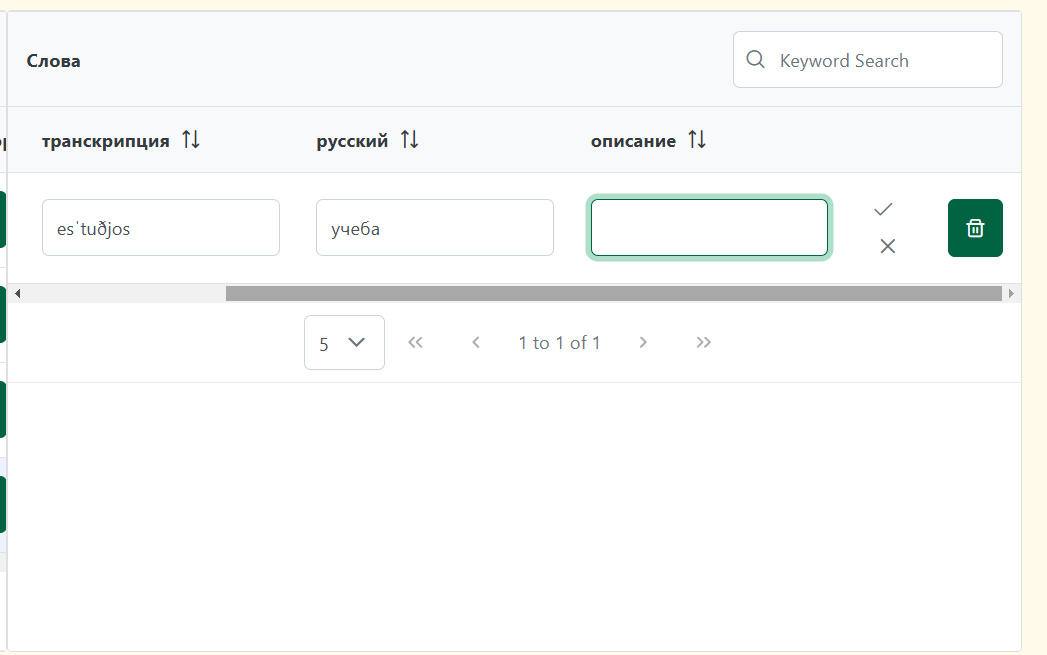 Слова
Keyword Search
транскрипция
русский
описание
esˈtuðjos
учеба
5
1 to 1 of 1